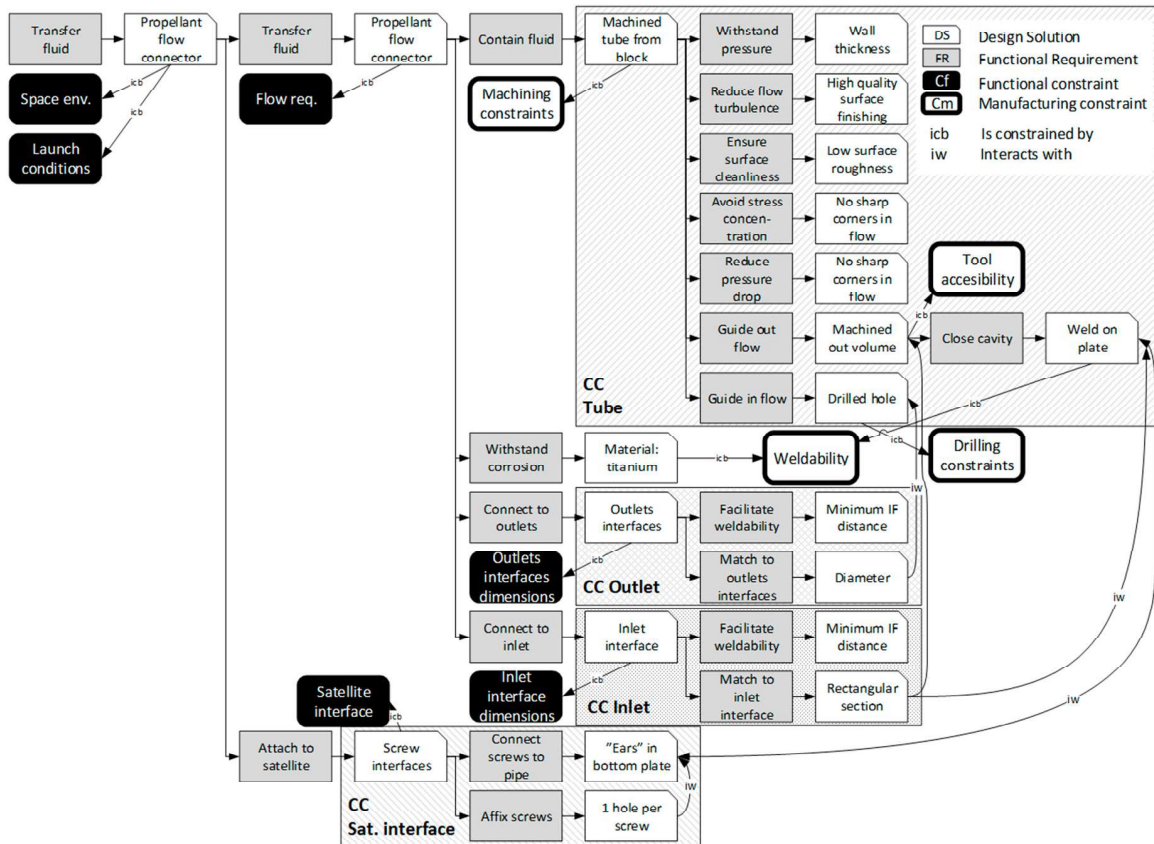 Transfer
fluid
Propellant
flow
connector
Transfer
fluid
Propellant
flow
connector
Contain fluid
Machined
tube from
block
Withstand
pressure
Wall
thickness
DS
Design Solution
FR
Functional Requirement
Cf
Functional constraint
Cm
Manufacturing constraint
icb
Is constrained by
iw
Interacts with
icb
Space env.
icb
Launch
conditions
icb
Flow req.
icb
Machining
constraints
Reduce flow
turbulence
High quality
surface
finishing
Ensure
surface
cleanliness
Low surface
roughness
Avoid stress
concen-
tration
No sharp
corners in
flow
Reduce
pressure
drop
No sharp
corners in
flow
Tool
accesibility
icb
Guide out
flow
Machined
out volume
Close cavity
Weld on
plate
CC
Tube
Guide in flow
Drilled hole
icb
icb
Withstand
corrosion
Material:
titanium
icb
Weldability
Drilling
constraints
iw
Connect to
outlets
Outlets
interfaces
Facilitate
weldability
Minimum IF
distance
icb
Outlets
interfaces
dimensions
CC Outlet
Match to
outlets
interfaces
Diameter
iw
Connect to
inlet
Inlet
interface
Facilitate
weldability
Minimum IF
distance
icb
Inlet
interface
dimensions
CC Inlet
Match to
inlet
interface
Rectangular
section
iw
Satellite
interface
icb
Attach to
satellite
Screw
interfaces
Connect
screws to
pipe
"Ears" in
bottom plate
iw
CC
Sat. interface
Affix screws
1 hole per
screw